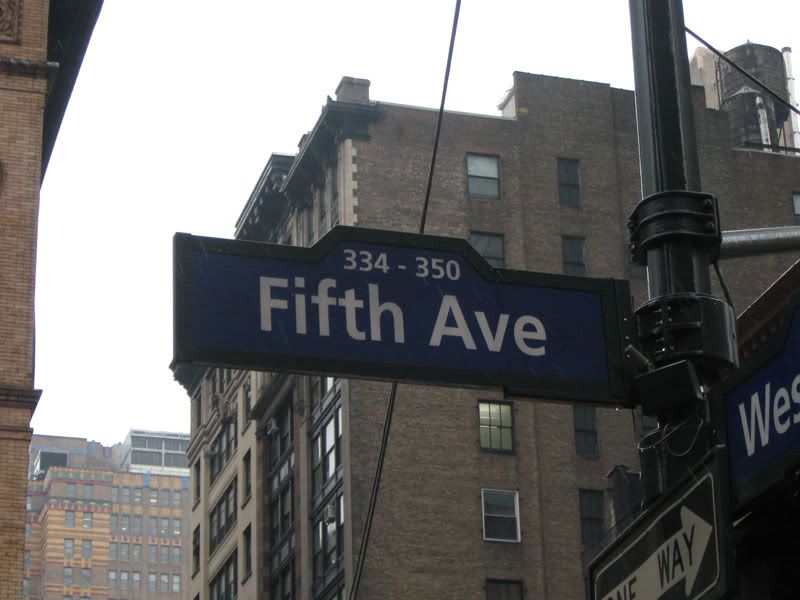 334 - 350
Fifth Ave
Wes
ONE WAY